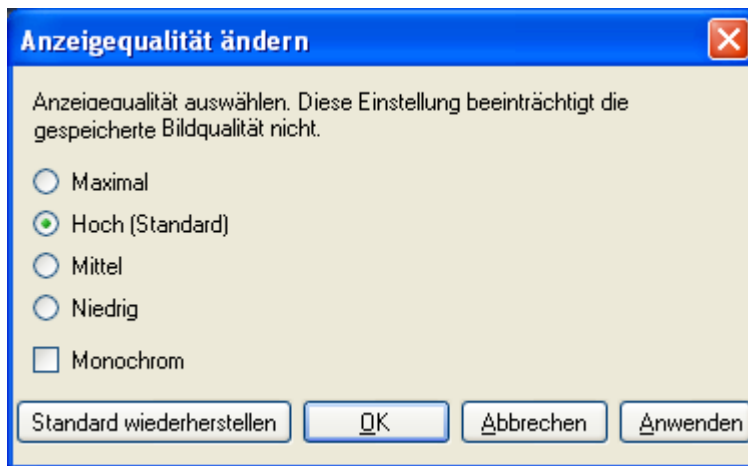 Anzeigequalität ändern
Anzeigequalität auswählen. Diese Einstellung beeinträchtigt die
gespeicherte Bildqualität nicht.
Maximal
Hoch (Standard)
Mittel
Niedrig
Monochrom
Standard wiederherstellen OK Abbrechen Anwenden